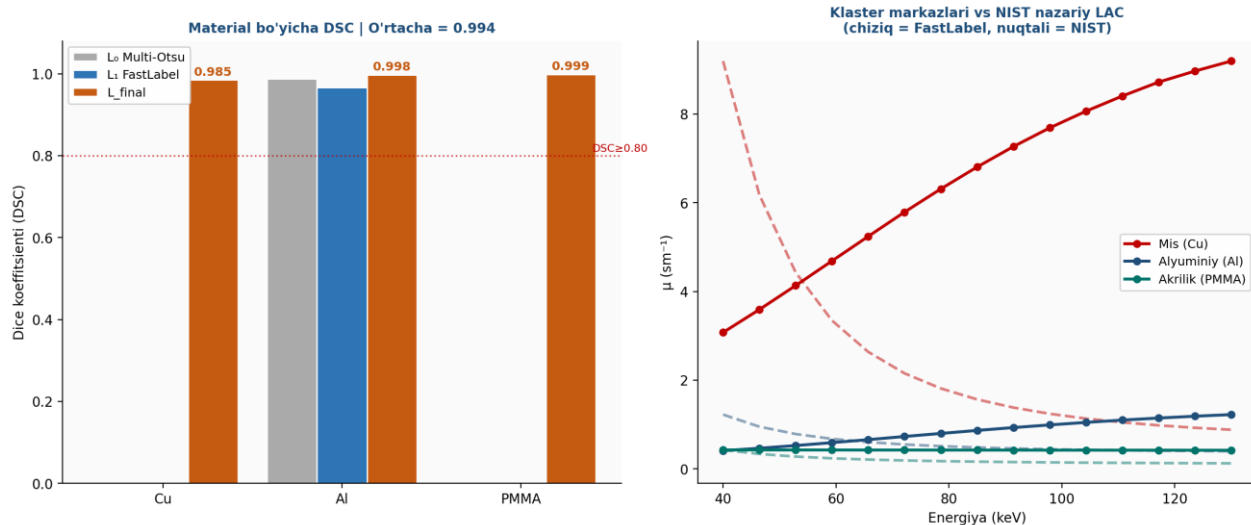 Material bo'yicha DSC | O'rtacha = 0.994
L₀ Multi-Otsu
L₁ FastLabel
L_final
0.985
0.998
0.999
DSC≥0.80
1.0
0.8
0.6
0.4
0.2
0.0
Dice koeffitsienti (DSC)
Cu
Al
PMMA
Klaster markazlari vs NIST nazariy LAC
(chiziq = FastLabel, nuqtali = NIST)
8
6
4
2
0
μ (sm⁻¹)
Mis (Cu)
Alyuminiy (Al)
Akrilik (PMMA)
40
60
80
100
120
Energiya (keV)